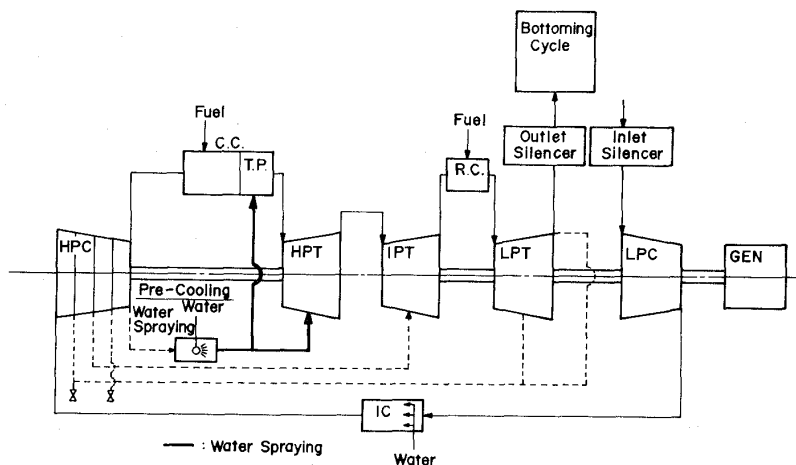 Bottoming
Cycle
Fuel
C.C.
T.P.
Fuel
R.C.
Outlet
Silencer
Inlet
Silencer
HPC
HPT
IPT
LPT
LPC
GEN
Pre-Cooling
Water
Water
Spraying
IC
Water
: Water Spraying